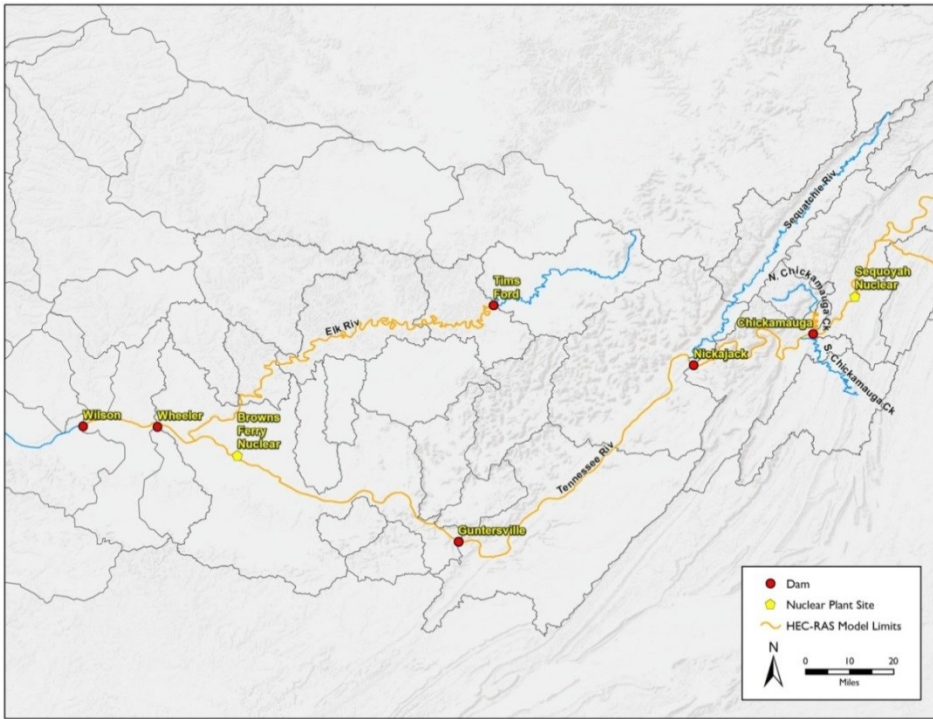 Sequatchie Riv
N. Chickamauga Ck
Sequoyah
Nuclear
Tims
Ford
Elk Riv
Chickamauga
S. Chickamauga Ck
Nickajack
Wilson
Wheeler
Browns
Ferry
Nuclear
Tennessee Riv
Guntersville
Dam
Nuclear Plant Site
HEC-RAS Model Limits
N
0 10 20
Miles